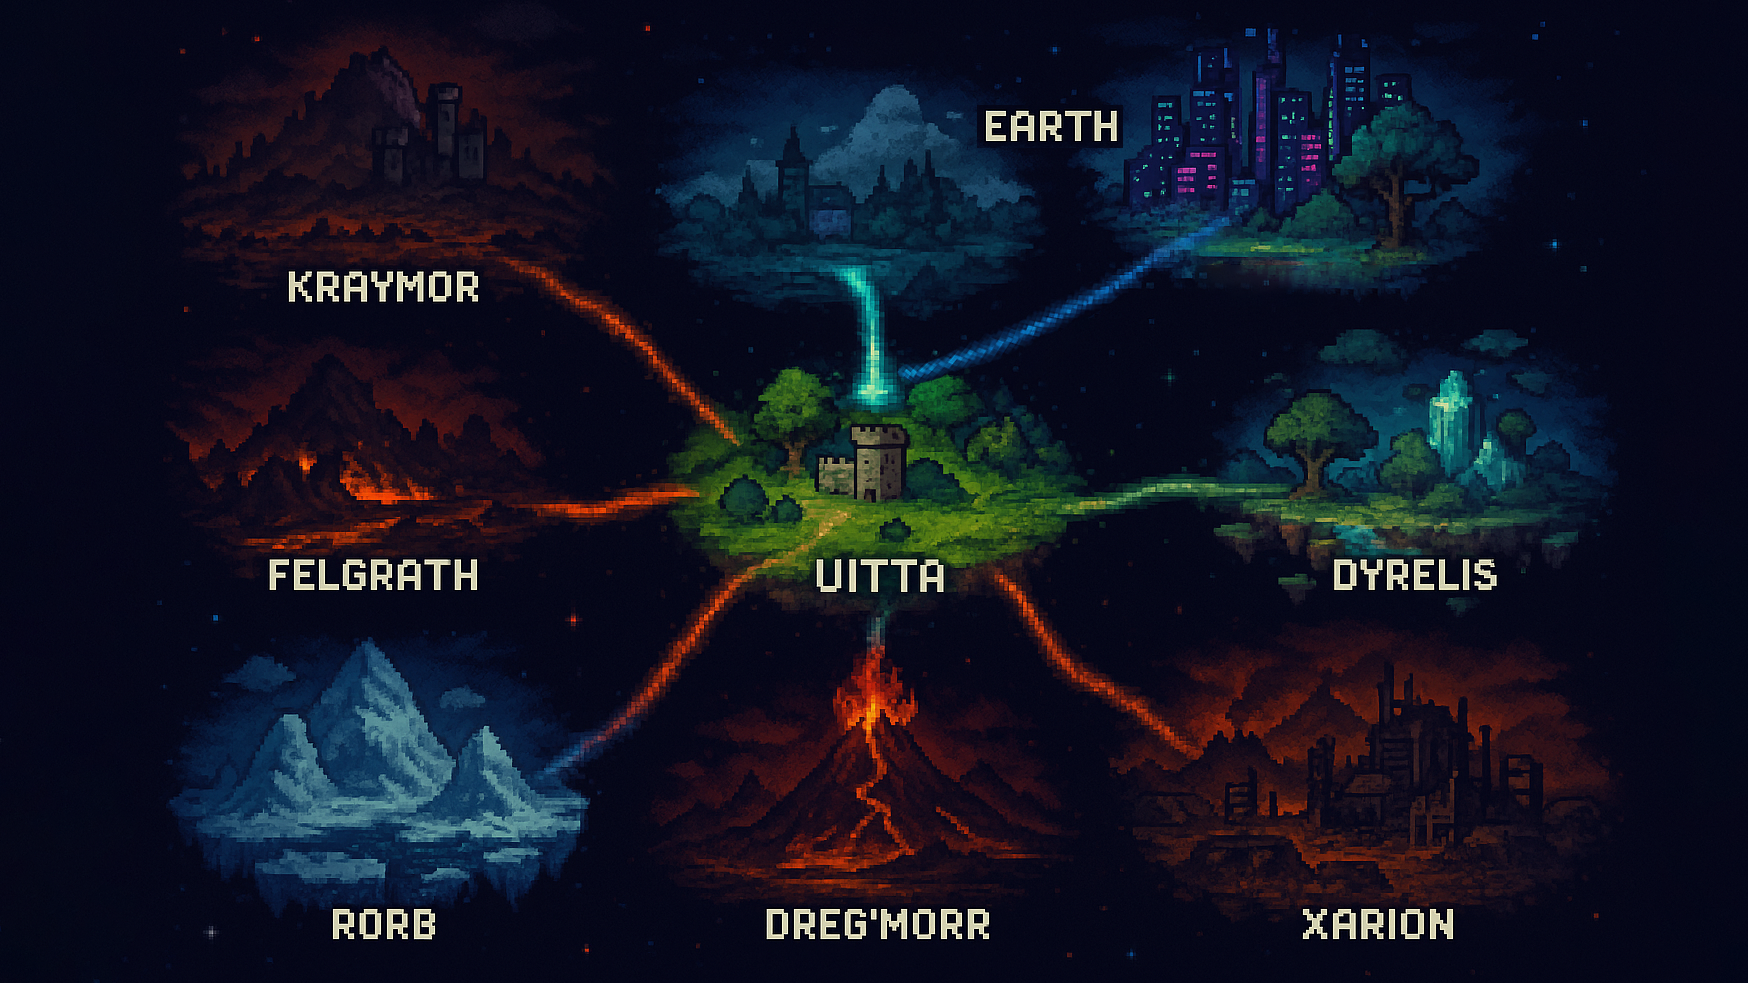 EARTH
KRAYMOR
FELGRATH
UITTA
DYRELIS
RORB
DREG'MORR
XARION